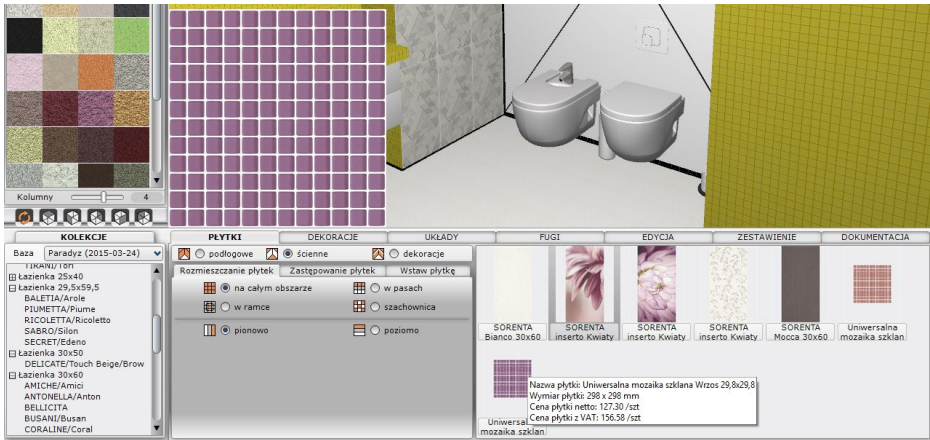 Kolumny 4
KOLEKCJE
PŁYTKI DEKORACJE UKŁADY FUGI EDYCJA ZESTAWIENIE DOKUMENTACJA
Baza Paradyz (2015-03-24)
podłogowe ścienne dekoracje
TIRANI/Tori
Łazienka 25x40
Łazienka 29,5x59,5
BALETIA/Arole
PIUMETTA/Piume
RICOLETTA/Ricoletto
SABRO/Silon
SECRET/Edeno
Łazienka 30x50
DELICATE/Touch Beige/Brow
Łazienka 30x60
AMICHE/Amici
ANTONELLA/Anton
BELLICITA
BUSANI/Busan
CORALINE/Coral
Rozmieszczanie płytek Zastępowanie płytek Wstaw płytkę
na całym obszarze w pasach
w ramce szachownica
pionowo poziomo
SORENTA
Bianco 30x60
SORENTA
inserto Kwiaty
SORENTA
inserto Kwiaty
SORENTA
inserto Kwiaty
SORENTA
Mocca 30x60
Uniwersalna
mozaika szklan
Nazwa płytki: Uniwersalna mozaika szklana Wrzos 29,8x29,8
Wymiar płytki: 298 x 298 mm
Cena płytki netto: 127.30 /szt
Cena płytki z VAT: 156.58 /szt
Uniwersal
mozaika szklan